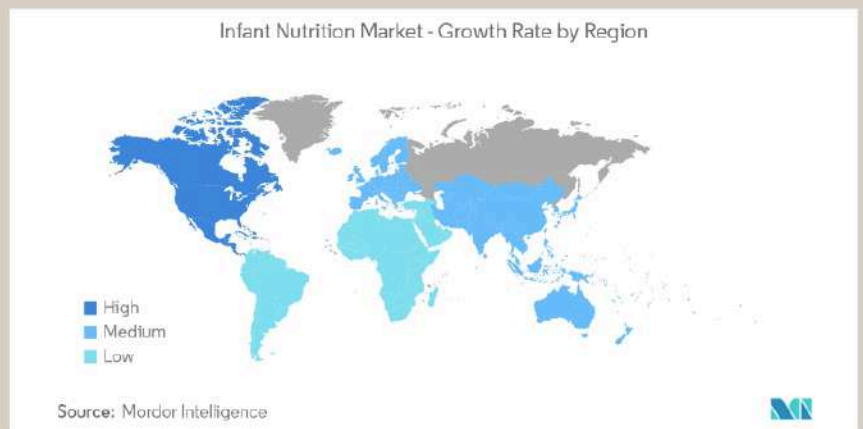 Infant Nutrition Market - Growth Rate by Region
High
Medium
Low
Source: Mordor Intelligence